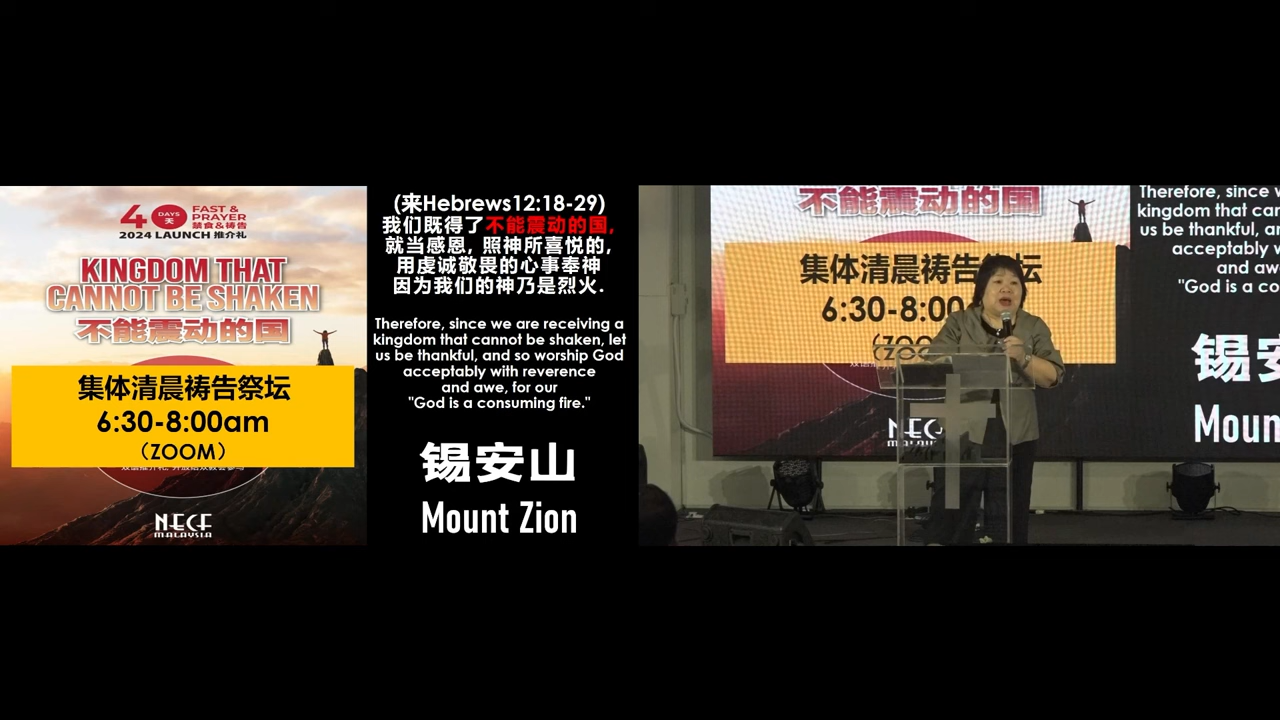 40 DAYS 天 FAST & PRAYER 禁食&祷告
2024 LAUNCH 推介礼
KINGDOM THAT
CANNOT BE SHAKEN
不能震动的国
集体清晨祷告祭坛
6:30-8:00am
(ZOOM)
NECF
MALAYSIA
(来Hebrews12:18-29)
我们既得了不能震动的国,
就当感恩, 照神所喜悦的,
用虔诚敬畏的心事奉神
因为我们的神乃是烈火.
Therefore, since we are receiving a
kingdom that cannot be shaken, let
us be thankful, and so worship God
acceptably with reverence
and awe, for our
"God is a consuming fire."
锡安山
Mount Zion
不能震动的国
集体清晨祷告坛
6:30-8:00
(ZOO
NEC
MALAY
Therefore, since
kingdom that can
us be thankful, an
acceptably
and aw
"God is a co
锡安
Moun